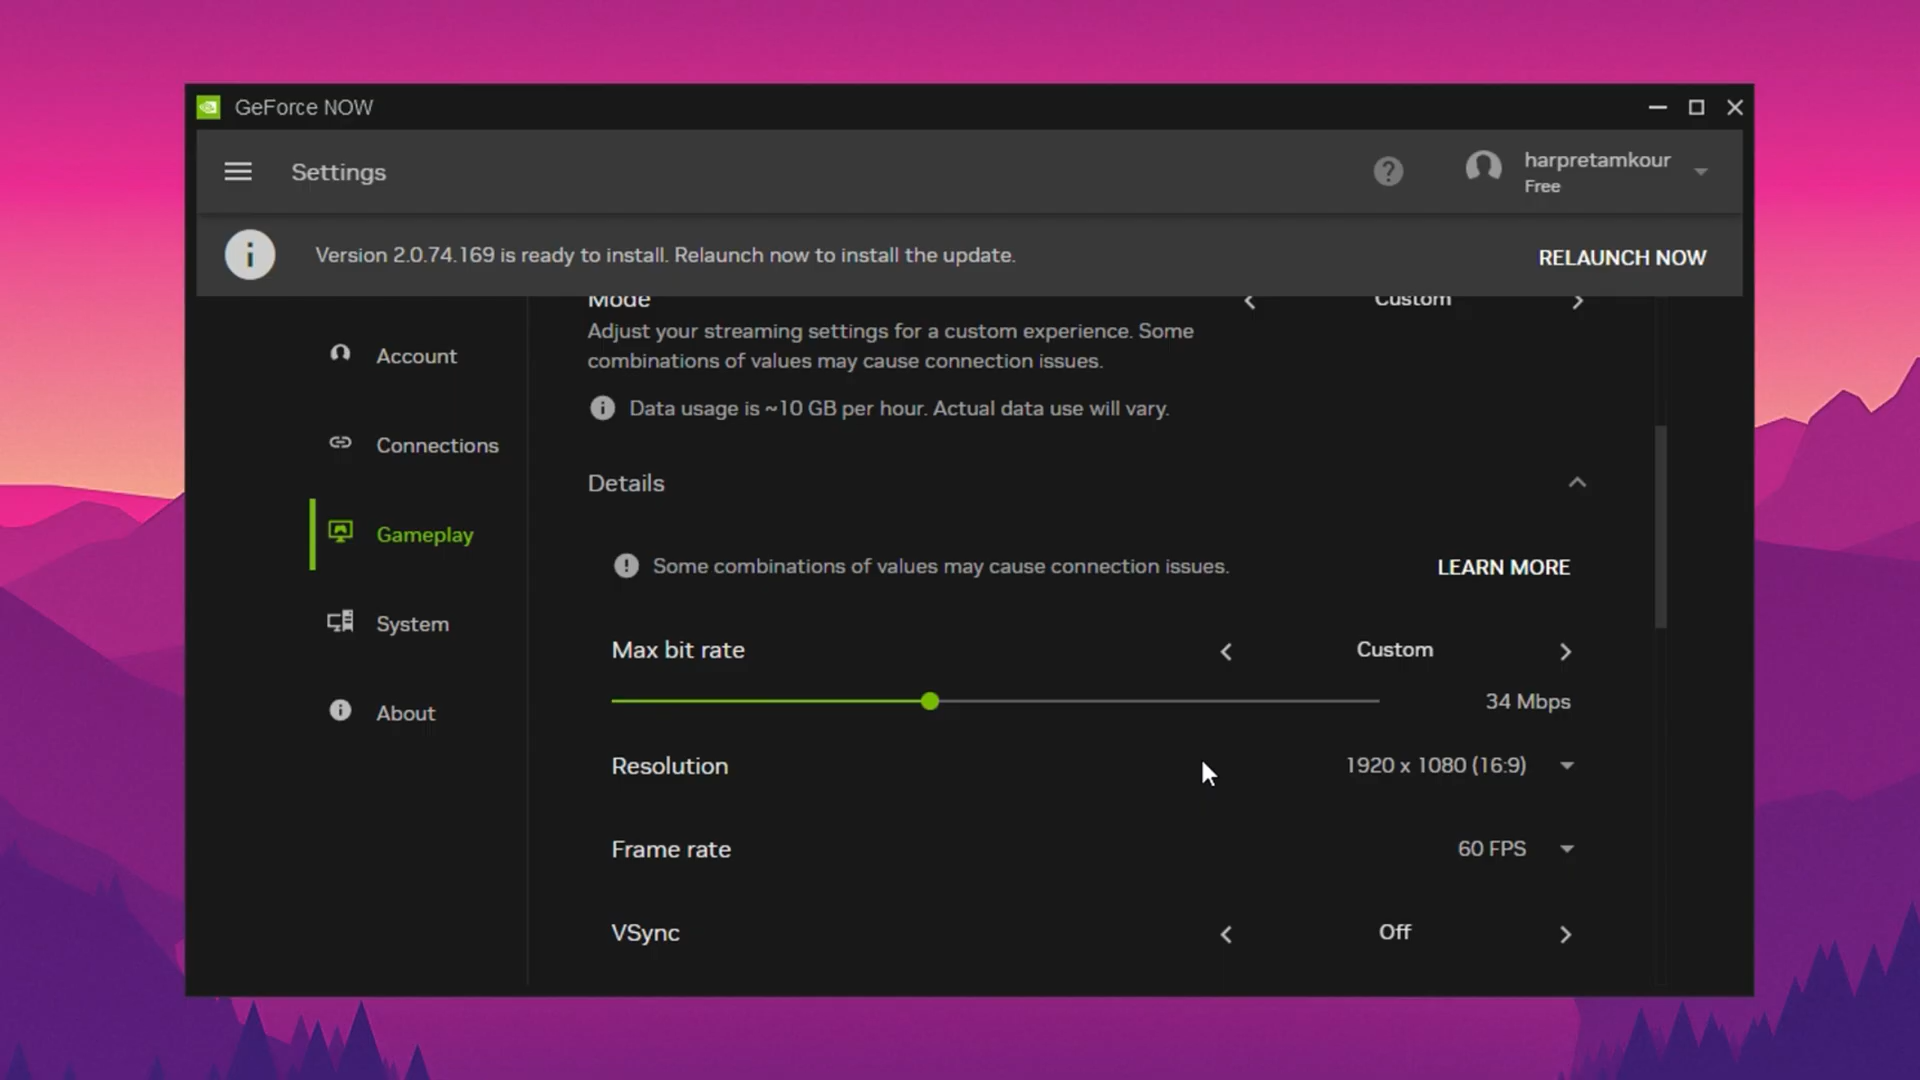 GeForce NOW
Settings
harpretamkour
Free
Version 2.0.74.169 is ready to install. Relaunch now to install the update.
RELAUNCH NOW
Mode
Custom
Adjust your streaming settings for a custom experience. Some
combinations of values may cause connection issues.
Data usage is ~10 GB per hour. Actual data use will vary.
Account
Connections
Gameplay
System
About
Details
Some combinations of values may cause connection issues.
LEARN MORE
Max bit rate
Custom
34 Mbps
Resolution
1920 x 1080 (16:9)
Frame rate
60 FPS
VSync
Off